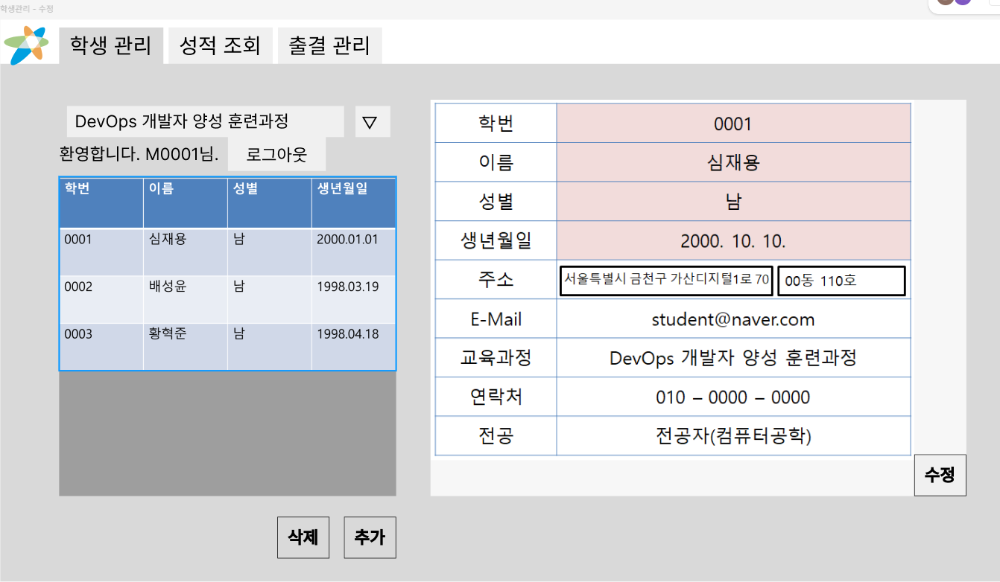 학생관리 - 수정
학생 관리 성적 조회 출결 관리
DevOps 개발자 양성 훈련과정 ▽
환영합니다. M0001님. 로그아웃
학번 이름 성별 생년월일
0001 심재용 남 2000.01.01
0002 배성윤 남 1998.03.19
0003 황혁준 남 1998.04.18
삭제 추가
학번 0001
이름 심재용
성별 남
생년월일 2000. 10. 10.
주소 서울특별시 금천구 가산디지털1로 70 00동 110호
E-Mail student@naver.com
교육과정 DevOps 개발자 양성 훈련과정
연락처 010 – 0000 – 0000
전공 전공자(컴퓨터공학)
수정